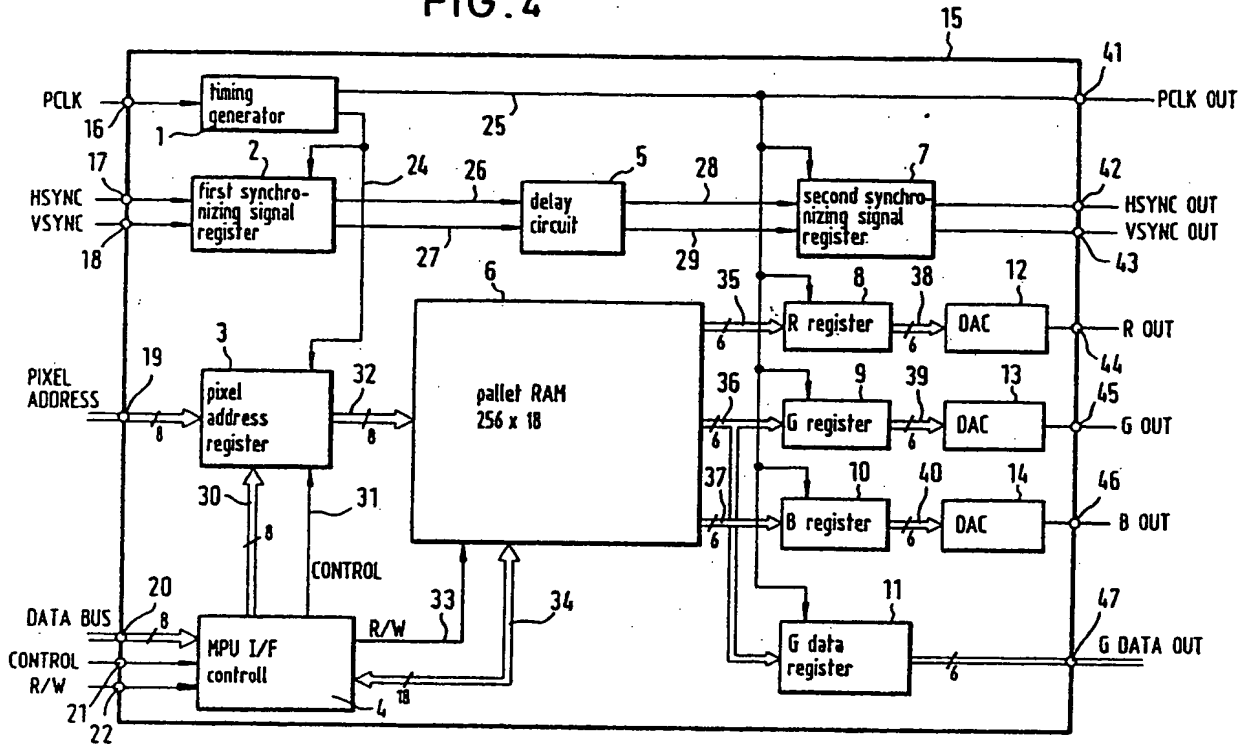 FIG.4
15
41
PCLK
16
timing
generator
1
25
PCLK OUT
17
HSYNC
VSYNC
18
2
first synchro-
nizing signal
register
24
26
27
5
delay
circuit
28
29
7
second synchro-
nizing signal
register.
42
HSYNC OUT
VSYNC OUT
43
6
pallet RAM
256 x 18
35
6
8
R register
38
6
12
DAC
R OUT
44
3
pixel
address
register
PIXEL
ADDRESS
19
8
32
8
36
6
9
G register
39
6
13
DAC
45
G OUT
37
6
10
B register
40
6
14
DAC
46
B OUT
30
8
31
CONTROL
DATA BUS
20
8
CONTROL
R/W
21
22
MPU I/F
controll
4
R/W
33
34
18
11
G data
register
6
47
G DATA OUT